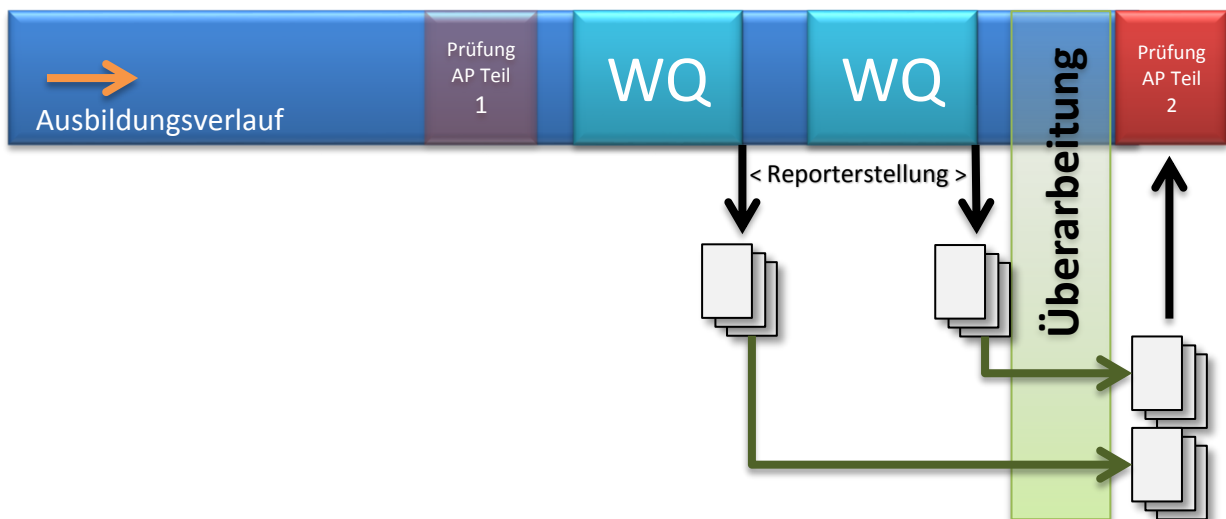 Ausbildungsverlauf
Prüfung
AP Teil
1
WQ
WQ
Überarbeitung
Prüfung
AP Teil
2
< Reporterstellung >